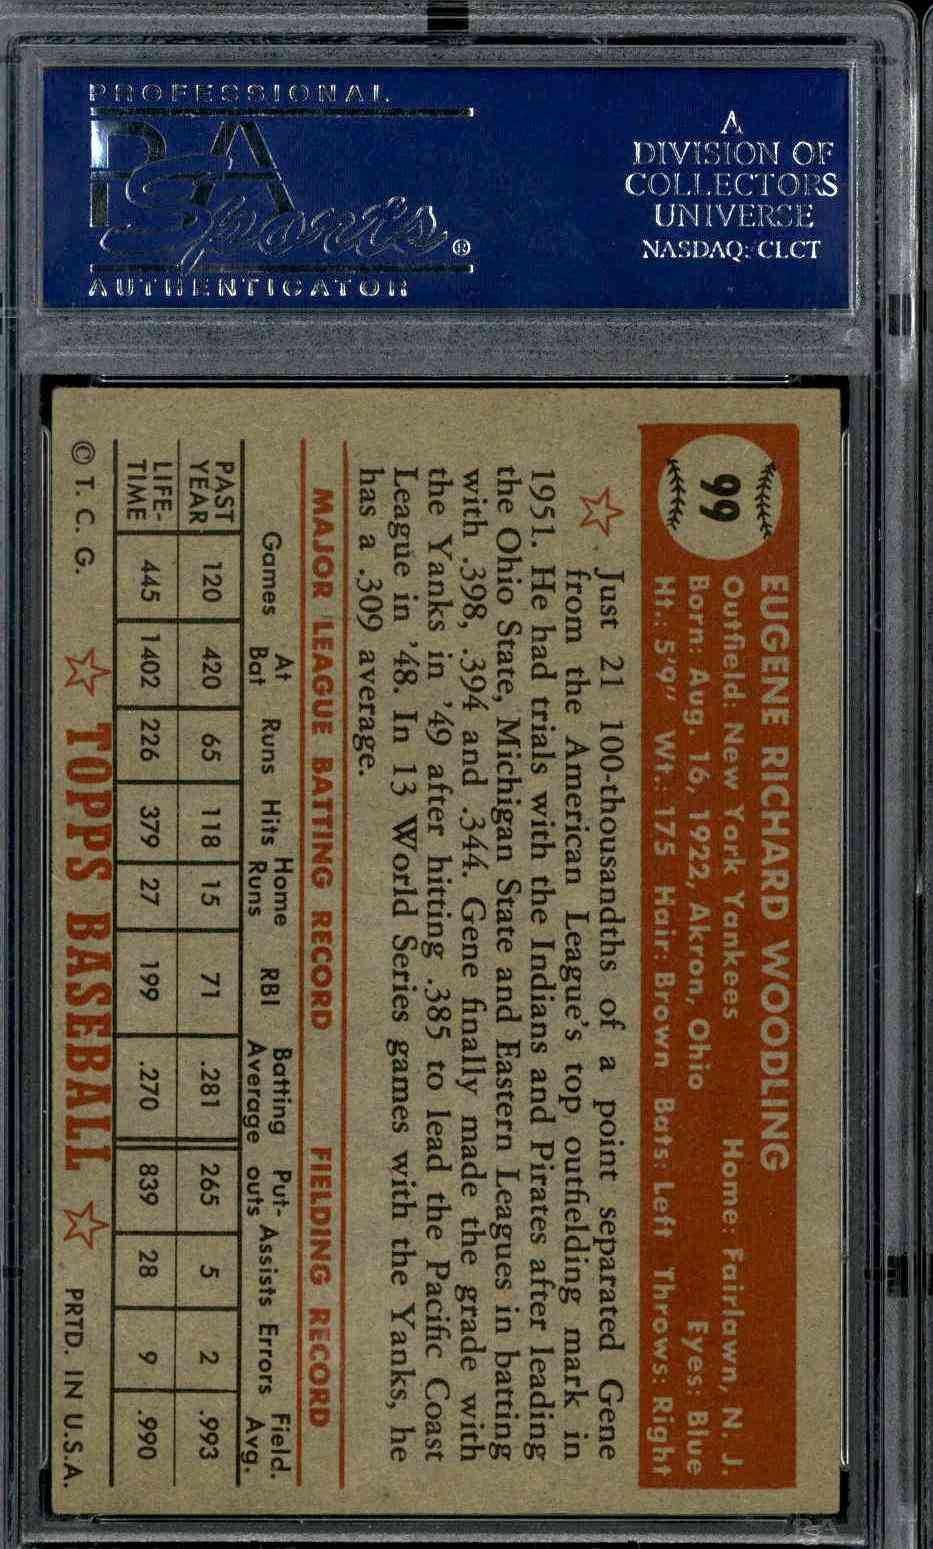 PROFESSIONAL
PSA
Sports®
AUTHENTICATOR
A
DIVISION OF
COLLECTORS
UNIVERSE
NASDAQ: CLCT
99
EUGENE RICHARD WOODLING
Outfield: New York Yankees Home: Fairlawn, N. J.
Born: Aug. 16, 1922, Akron, Ohio Eyes: Blue
Ht.: 5'9" Wt.: 175 Hair: Brown Bats: Left Throws: Right
Just 21 100-thousandths of a point separated Gene
from the American League's top outfielding mark in
1951. He had trials with the Indians and Pirates after leading
the Ohio State, Michigan State and Eastern Leagues in batting
with .398, .394 and .344. Gene finally made the grade with
the Yanks in '49 after hitting .385 to lead the Pacific Coast
League in '48. In 13 World Series games with the Yanks, he
has a .309 average.
MAJOR LEAGUE BATTING RECORD FIELDING RECORD
Games At Bat Runs Hits Home Runs RBI Batting Average Put-outs Assists Errors Field. Avg.
PAST YEAR 120 420 65 118 15 71 .281 265 5 2 .993
LIFE-TIME 445 1402 226 379 27 199 .270 839 28 9 .990
© T. C. G. TOPPS BASEBALL PRTD. IN U.S.A.